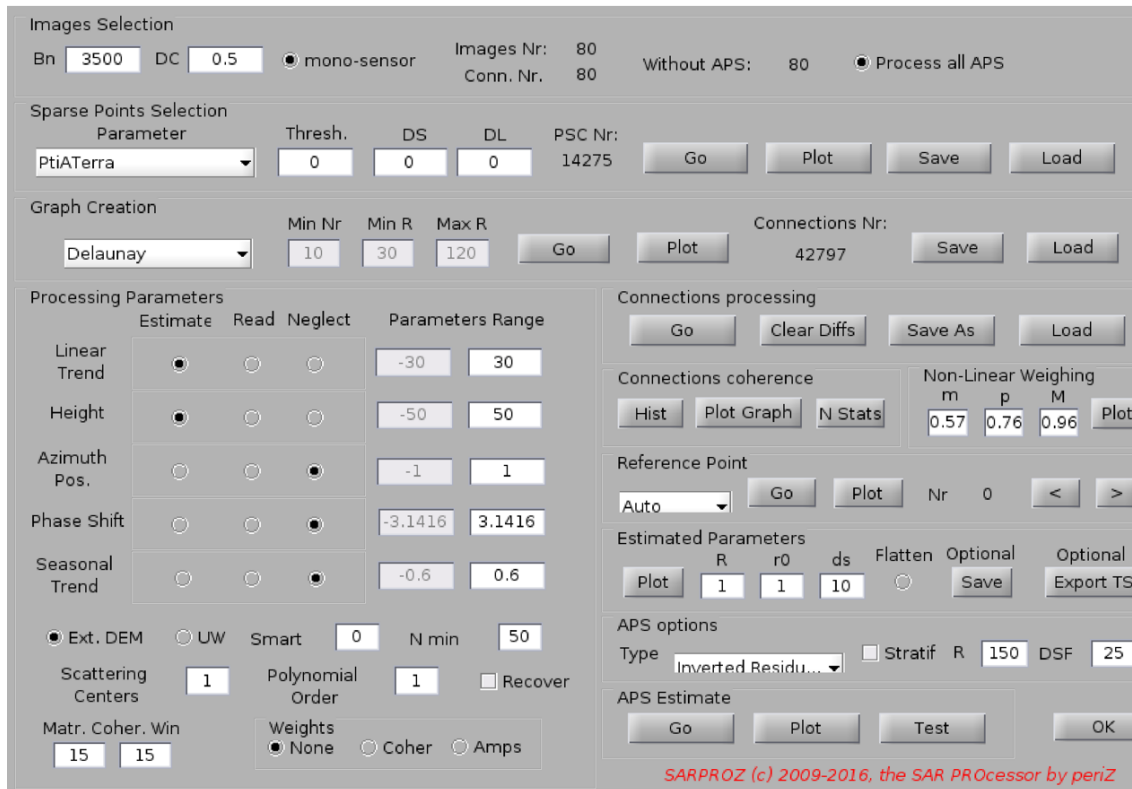 Images Selection
Bn 3500 DC 0.5 mono-sensor Images Nr: 80 Without APS: 80 Process all APS
Conn. Nr. 80
Sparse Points Selection
Parameter Thresh. DS DL PSC Nr:
PtiATerra 0 0 0 14275 Go Plot Save Load
Graph Creation
Min Nr Min R Max R Connections Nr:
Delaunay 10 30 120 Go Plot 42797 Save Load
Processing Parameters
Estimate Read Neglect Parameters Range
Linear Trend -30 30
Height -50 50
Azimuth Pos. -1 1
Phase Shift -3.1416 3.1416
Seasonal Trend -0.6 0.6
Ext. DEM UW Smart 0 N min 50
Scattering Centers 1 Polynomial Order 1 Recover
Matr. Coher. Win
15 15
Weights
None Coher Amps
Connections processing
Go Clear Diffs Save As Load
Connections coherence
Hist Plot Graph N Stats
Non-Linear Weighing
m p M
0.57 0.76 0.96 Plot
Reference Point
Auto Go Plot Nr 0 < >
Estimated Parameters
R r0 ds Flatten Optional Optional
Plot 1 1 10 Save Export TS
APS options
Type Inverted Residu... Stratif R 150 DSF 25
APS Estimate
Go Plot Test OK
SARPROZ (c) 2009-2016, the SAR PROcessor by periZ